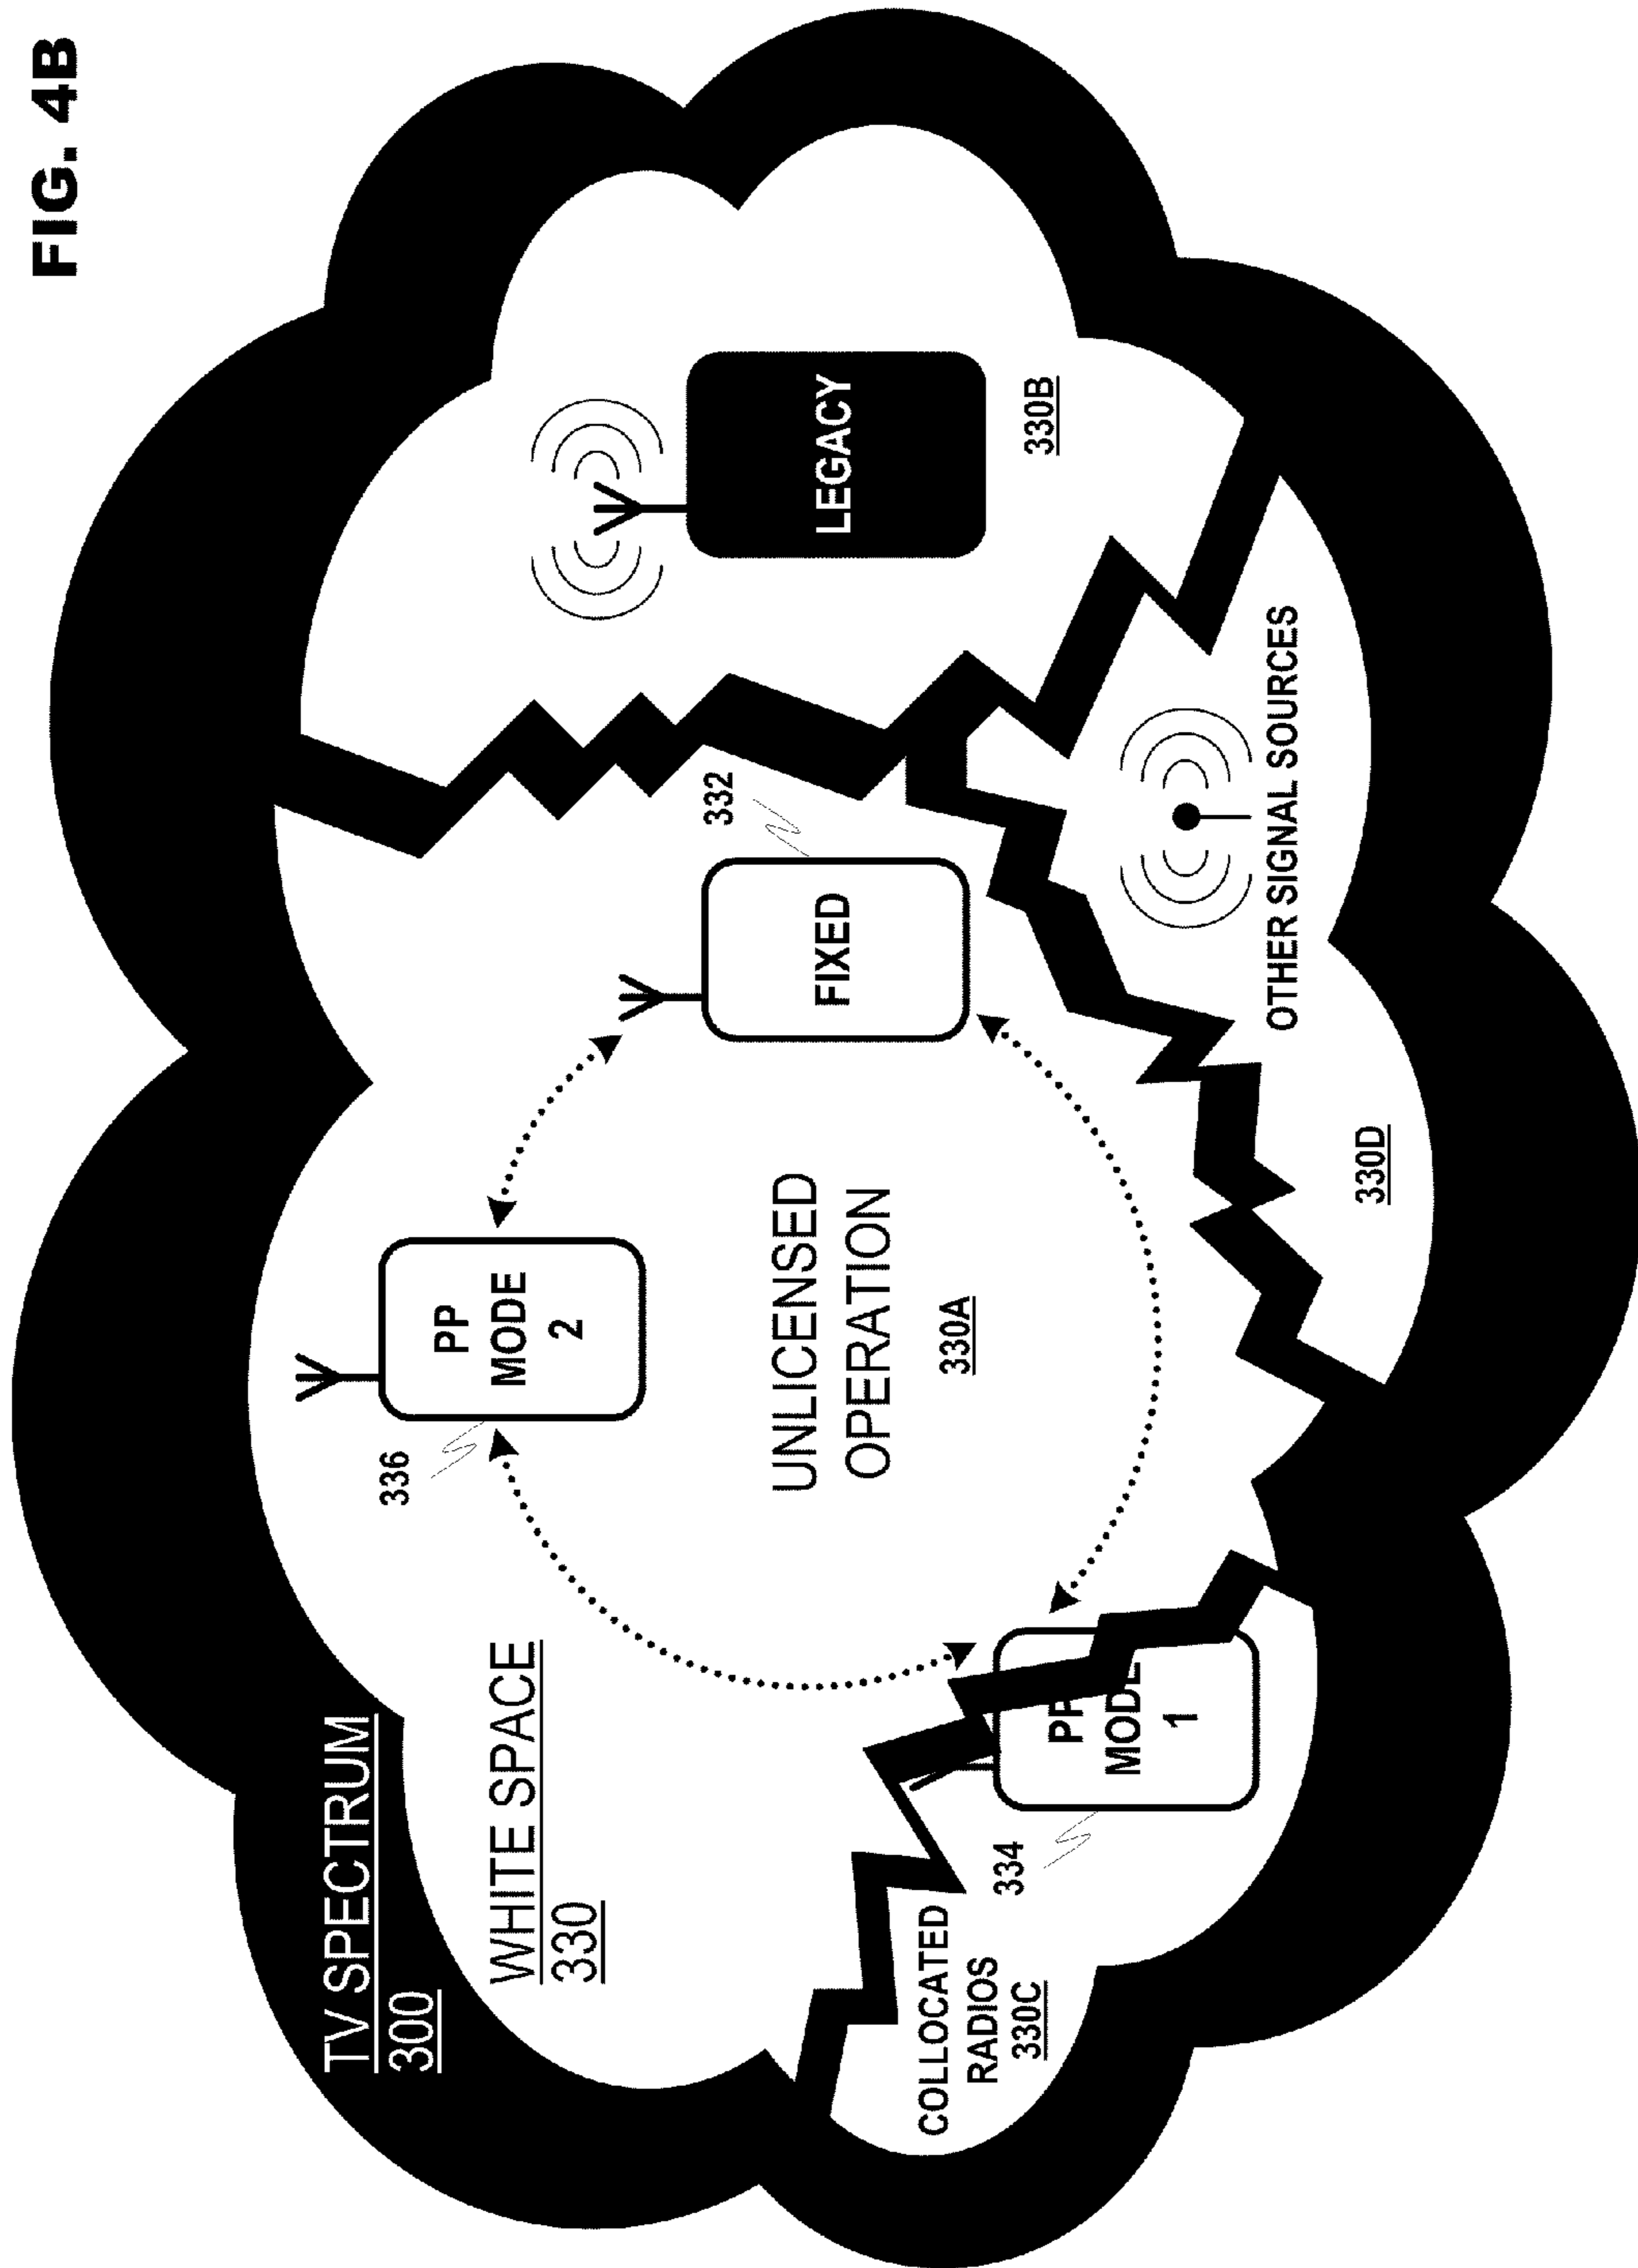 FIG. 4B
TV SPECTRUM
300
WHITE SPACE
330
336
PP
MODE
2
332
FIXED
LEGACY
UNLICENSED
OPERATION
330A
330B
COLLOCATED
RADIOS
330C
334
PP
MODE
1
OTHER SIGNAL SOURCES
330D